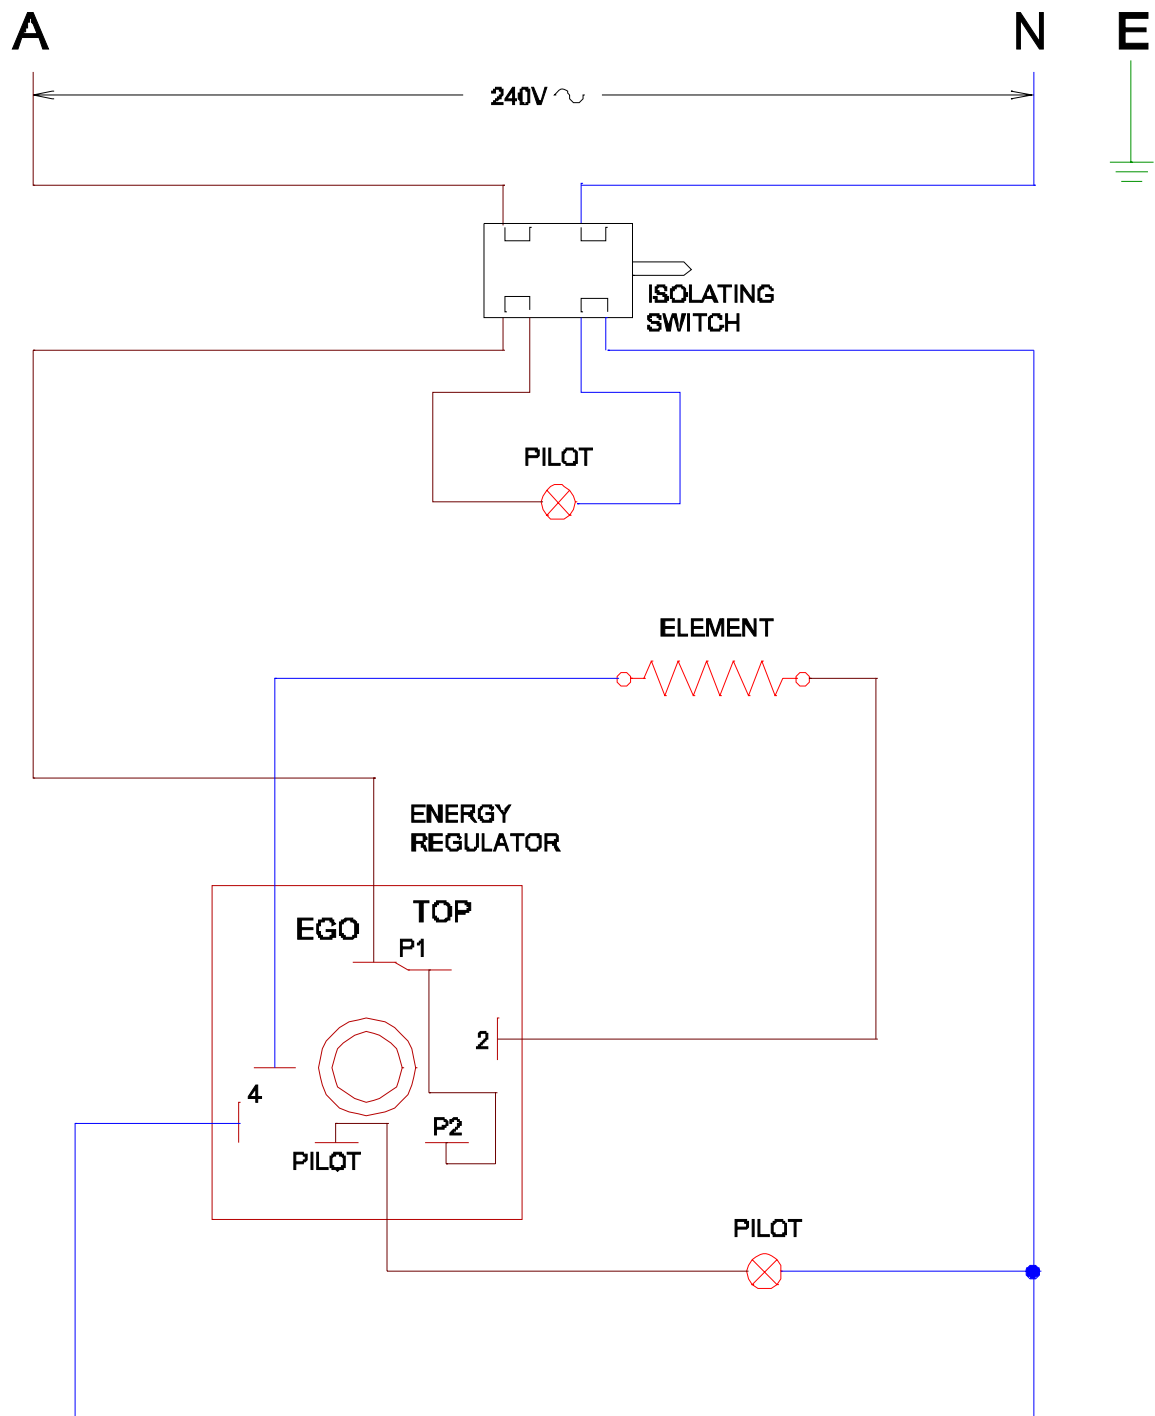 A
N
E
240V
ISOLATING
SWITCH
PILOT
ELEMENT
ENERGY
REGULATOR
TOP
EGO
P1
2
4
P2
PILOT
PILOT